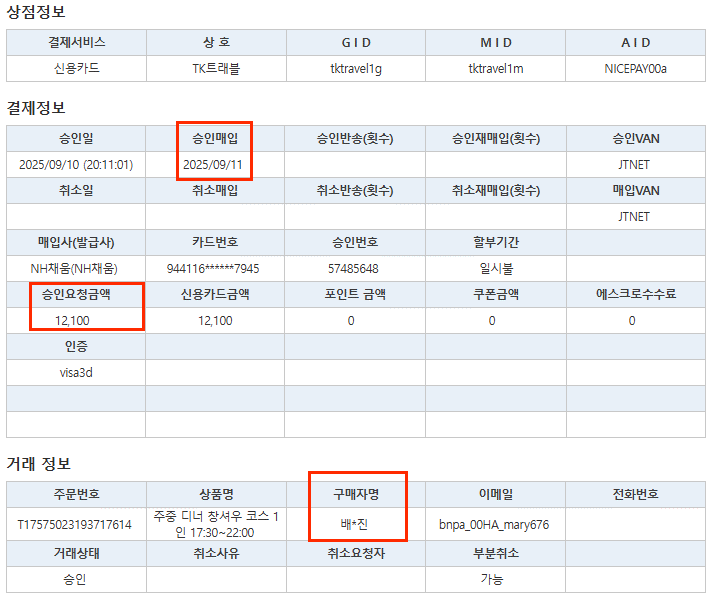 상점정보
결제서비스 상 호 G I D M I D A I D
신용카드 TK트래블 tktravel1g tktravel1m NICEPAY00a
결제정보
승인일 승인매입 승인반송(횟수) 승인재매입(횟수) 승인VAN
2025/09/10 (20:11:01) 2025/09/11 JTNET
취소일 취소매입 취소반송(횟수) 취소재매입(횟수) 매입VAN
JTNET
매입사(발급사) 카드번호 승인번호 할부기간
NH채움(NH채움) 944116******7945 57485648 일시불
승인요청금액 신용카드금액 포인트 금액 쿠폰금액 에스크로수수료
12,100 12,100 0 0 0
인증
visa3d
거래 정보
주문번호 상품명 구매자명 이메일 전화번호
T17575023193717614 주중 디너 창셔우 코스 1 배*진 bnpa_00HA_mary676
인 17:30~22:00
거래상태 취소사유 취소요청자 부분취소
승인 가능